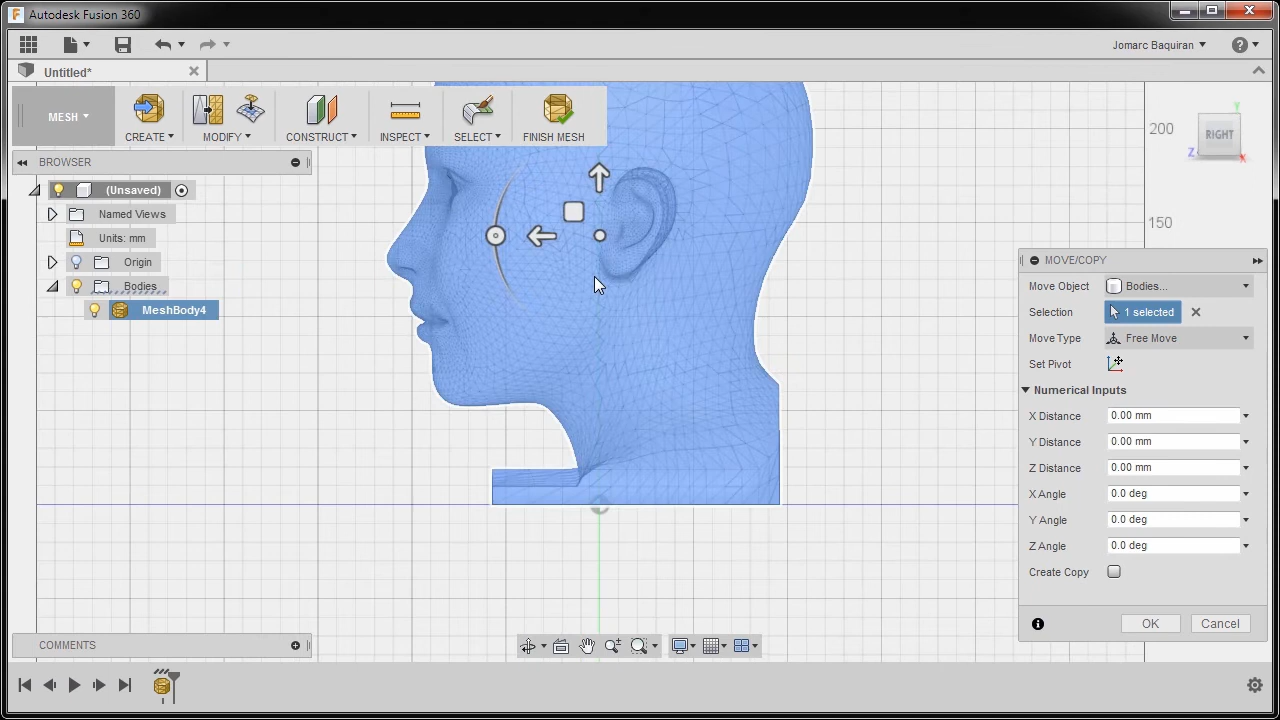 Autodesk Fusion 360
Jomarc Baquiran
Untitled*
MESH
CREATE
MODIFY
CONSTRUCT
INSPECT
SELECT
FINISH MESH
BROWSER
(Unsaved)
Named Views
Units: mm
Origin
Bodies
MeshBody4
200
150
Y
RIGHT
Z
X
MOVE/COPY
Move Object Bodies...
Selection 1 selected
Move Type Free Move
Set Pivot
Numerical Inputs
X Distance 0.00 mm
Y Distance 0.00 mm
Z Distance 0.00 mm
X Angle 0.0 deg
Y Angle 0.0 deg
Z Angle 0.0 deg
Create Copy
OK Cancel
COMMENTS